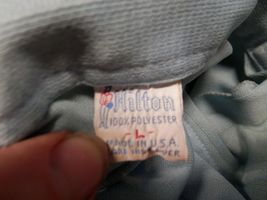 Hilton
100% POLYESTER
-L-
MADE IN U.S.A.